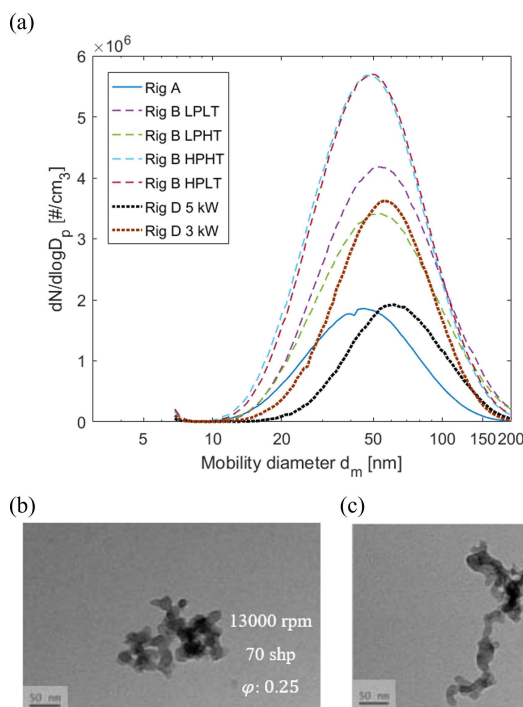 (a)
×10⁶
6
5
4
3
2
1
0
dN/dlogD_p [#/cm_3]
Rig A
Rig B LPLT
Rig B LPHT
Rig B HPHT
Rig B HPLT
Rig D 5 kW
Rig D 3 kW
5 10 20 50 100 150 200
Mobility diameter d_m [nm]
(b)
(c)
13000 rpm
70 shp
φ: 0.25
50 nm
50 nm